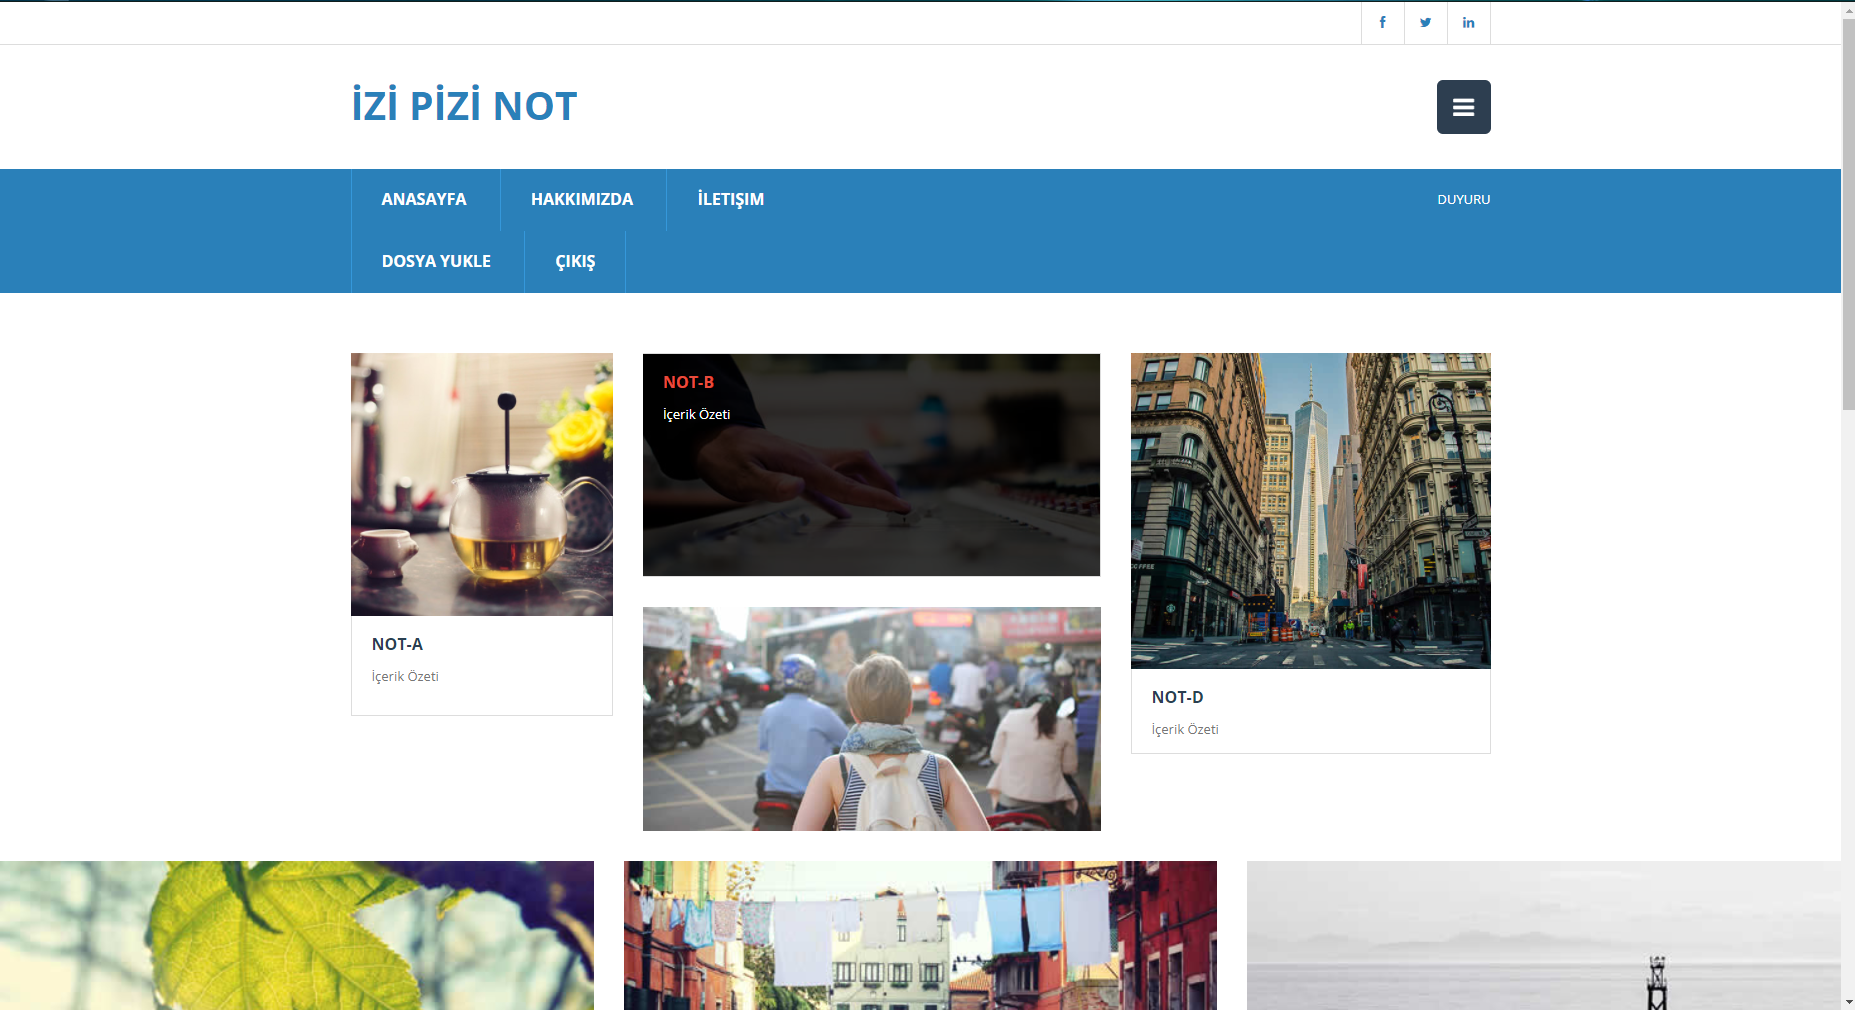 İZİ PİZİ NOT
ANASAYFA
HAKKIMIZDA
İLETIŞIM
DUYURU
DOSYA YUKLE
ÇIKIŞ
NOT-B
İçerik Özeti
NOT-A
İçerik Özeti
NOT-D
İçerik Özeti